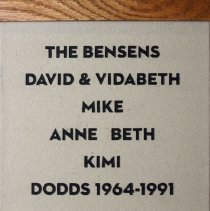 THE BENSENS
DAVID & VIDABETH
MIKE
ANNE BETH
KIMI
DODDS 1964-1991